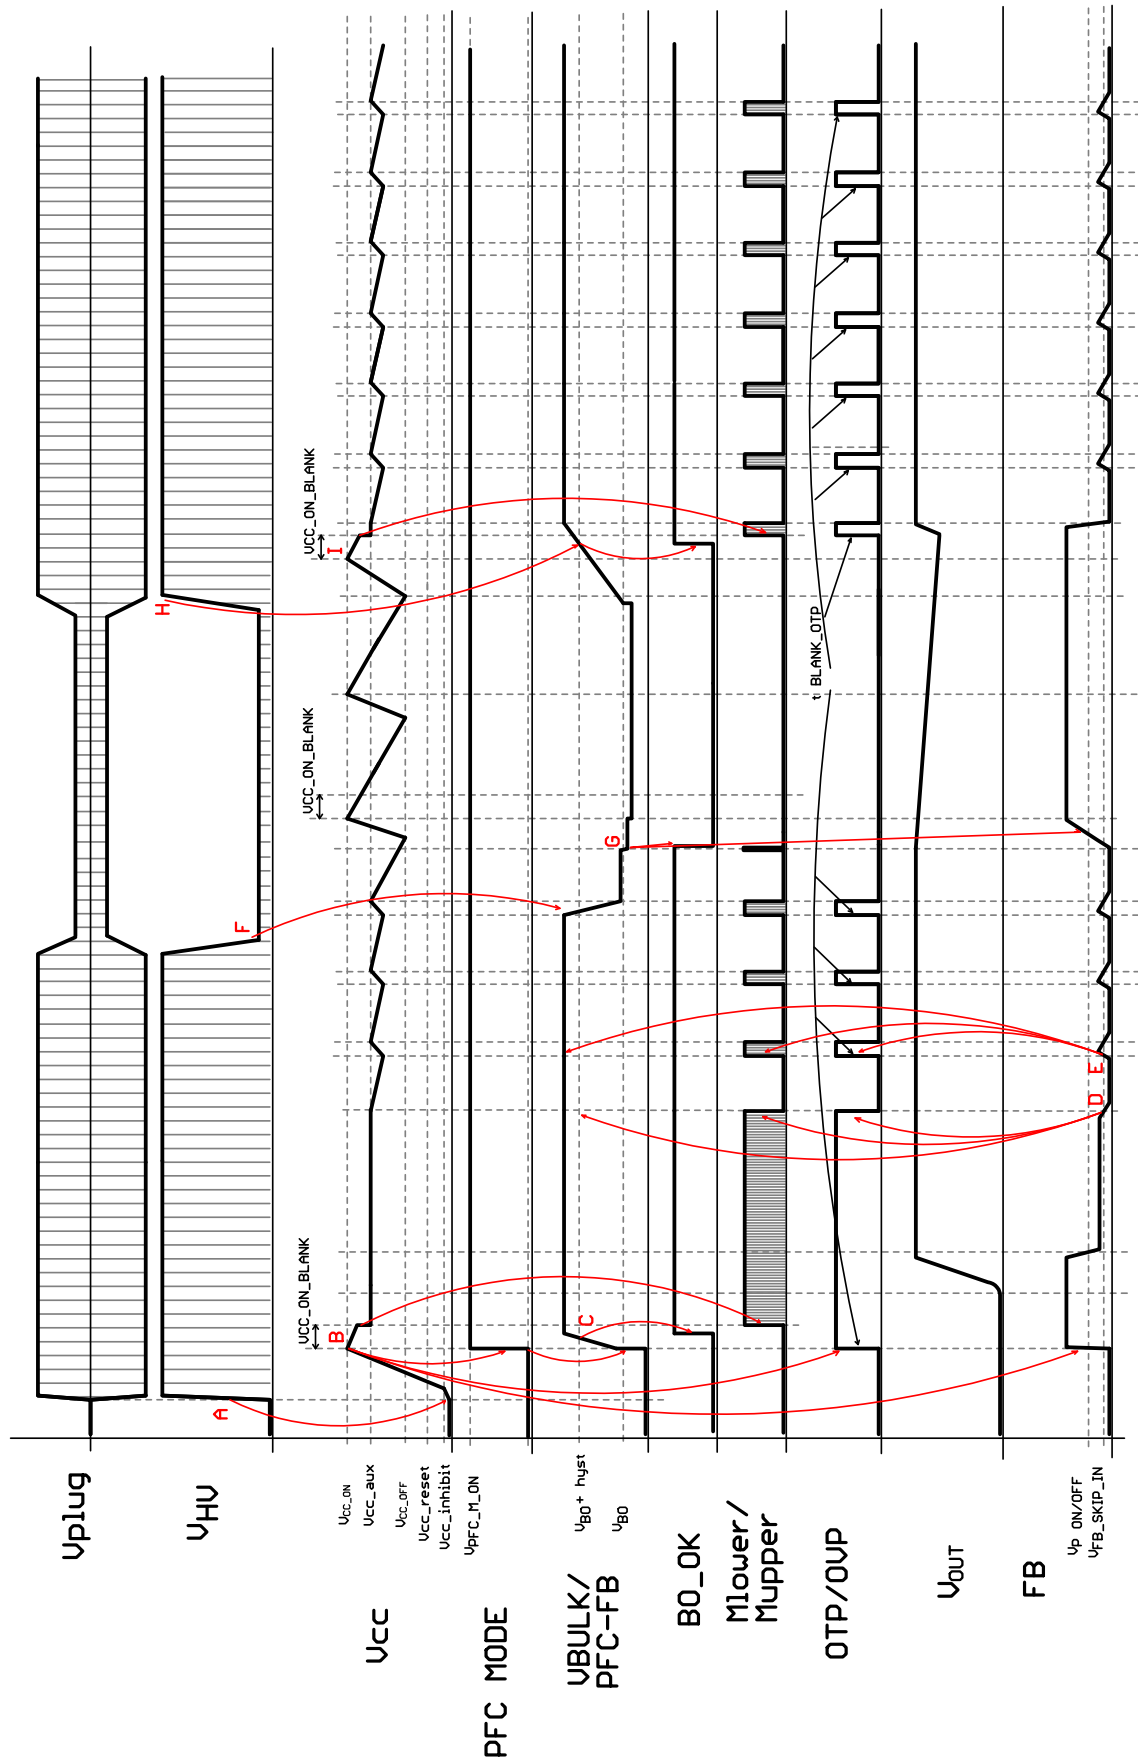 Vplug
VHV
VCC_ON
Vcc_aux
VCC_OFF
Vcc_reset
Vcc_inhibit
Vcc
VPFC_M_ON
PFC MODE
VBO+ hyst
VBO
VBULK/
PFC-FB
BO_OK
Mlower/
Mupper
OTP/OVP
VOUT
VP ON/OFF
VFB_SKIP_IN
FB
VCC_ON_BLANK
VCC_ON_BLANK
VCC_ON_BLANK
t BLANK_OTP
A
B
C
D
E
F
G
H
I